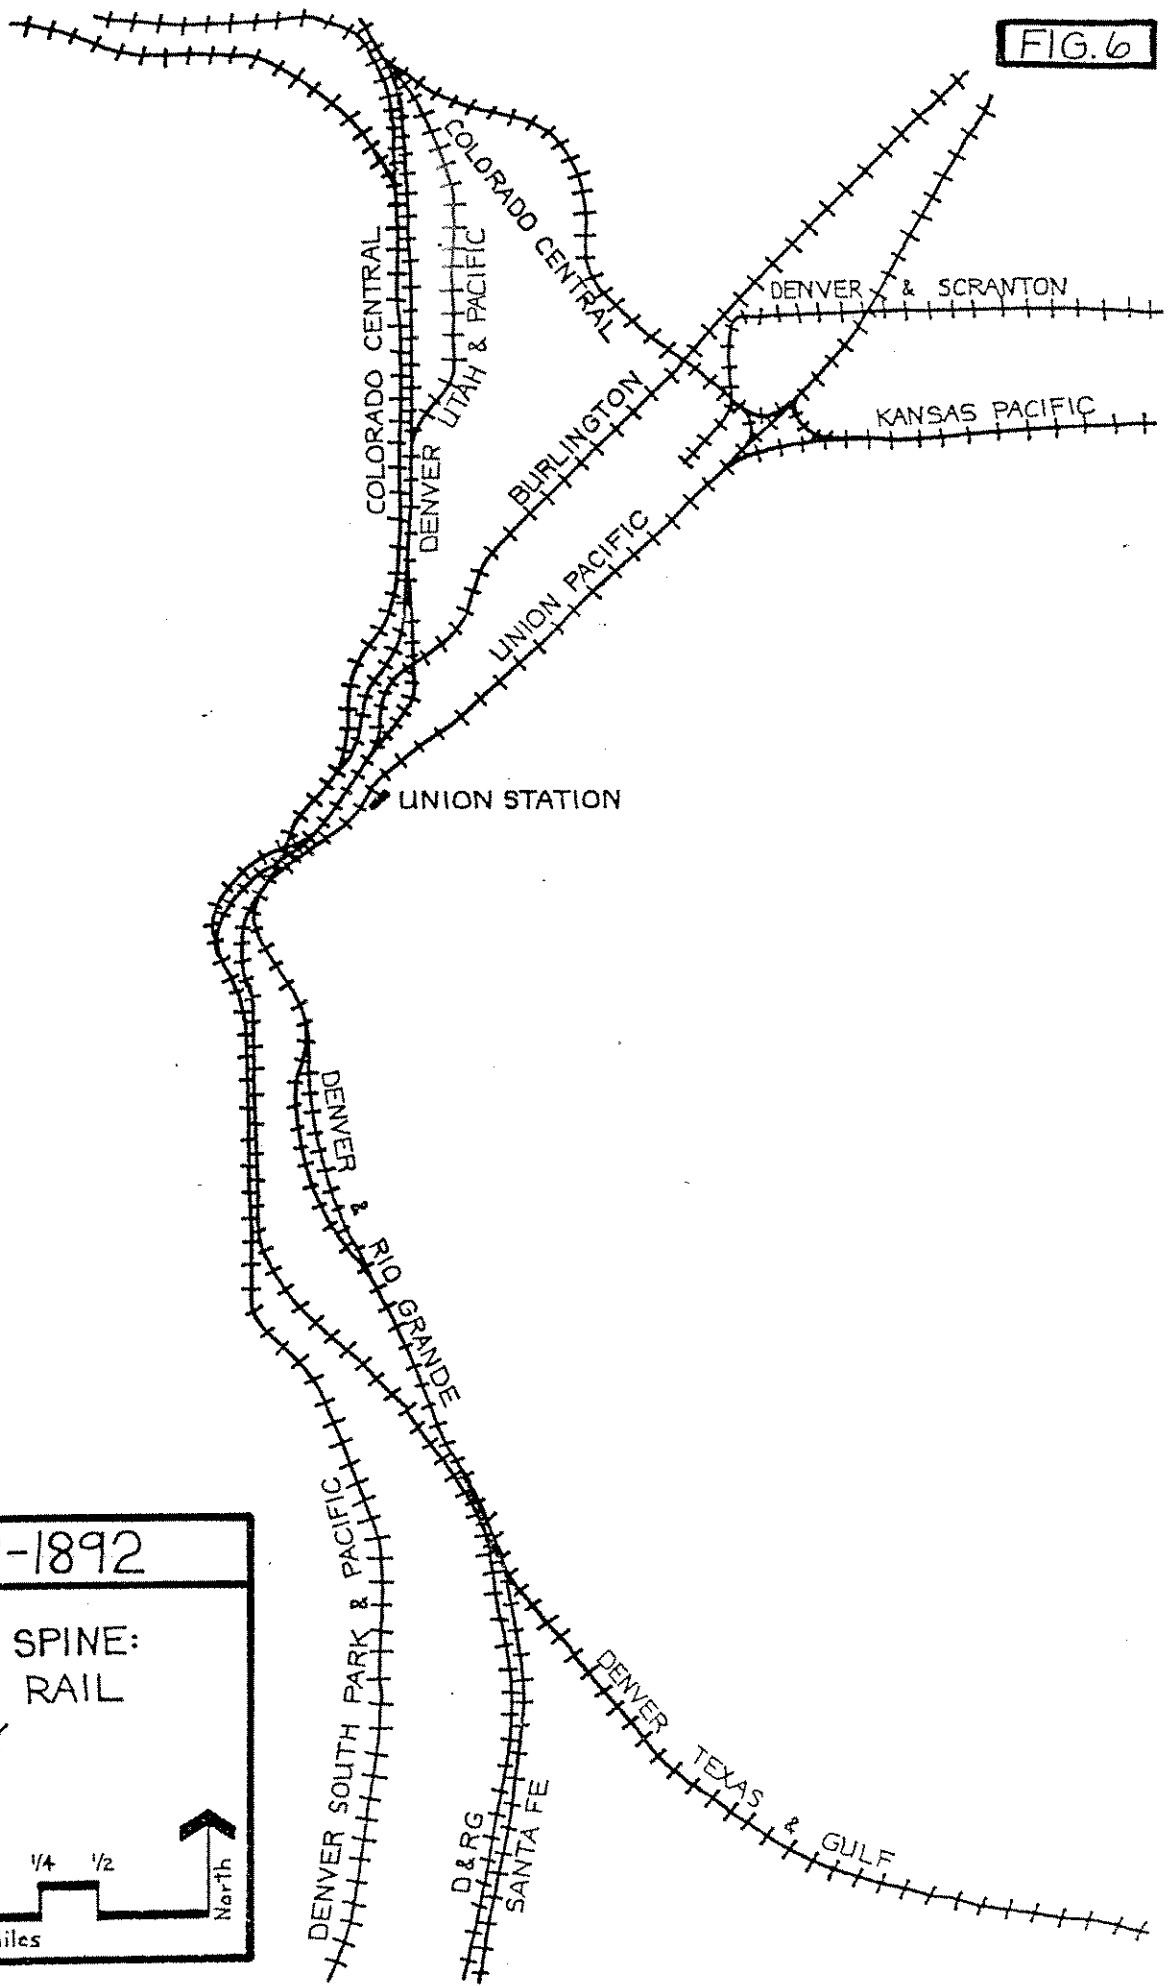 FIG. 6
COLORADO CENTRAL
COLORADO CENTRAL
DENVER
UTAH & PACIFIC
DENVER & SCRANTON
KANSAS PACIFIC
BURLINGTON
UNION PACIFIC
UNION STATION
DENVER & RIO GRANDE
DENVER SOUTH PARK & PACIFIC
D&RG
SANTA FE
DENVER TEXAS & GULF
-1892
SPINE:
RAIL
1/4 1/2
North